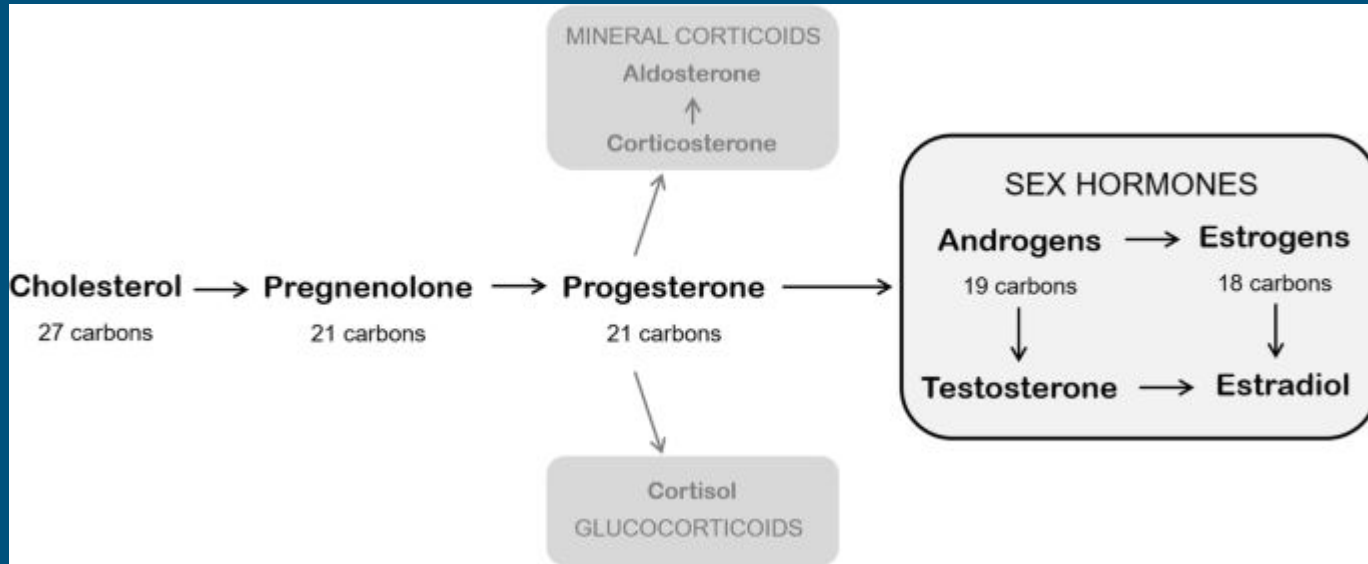 MINERAL CORTICOIDS
Aldosterone
Corticosterone
SEX HORMONES
Androgens
Estrogens
19 carbons
18 carbons
Cholesterol
Pregnenolone
Progesterone
27 carbons
21 carbons
21 carbons
Testosterone
Estradiol
Cortisol
GLUCOCORTICOIDS